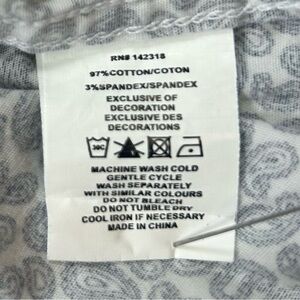 RN# 142318
97%COTTON/COTON
3%SPANDEX/SPANDEX
EXCLUSIVE OF
DECORATION
EXCLUSIVE DES
DECORATIONS
30C
MACHINE WASH COLD
GENTLE CYCLE
WASH SEPARATELY
WITH SIMILAR COLOURS
DO NOT BLEACH
DO NOT TUMBLE DRY
COOL IRON IF NECESSARY
MADE IN CHINA